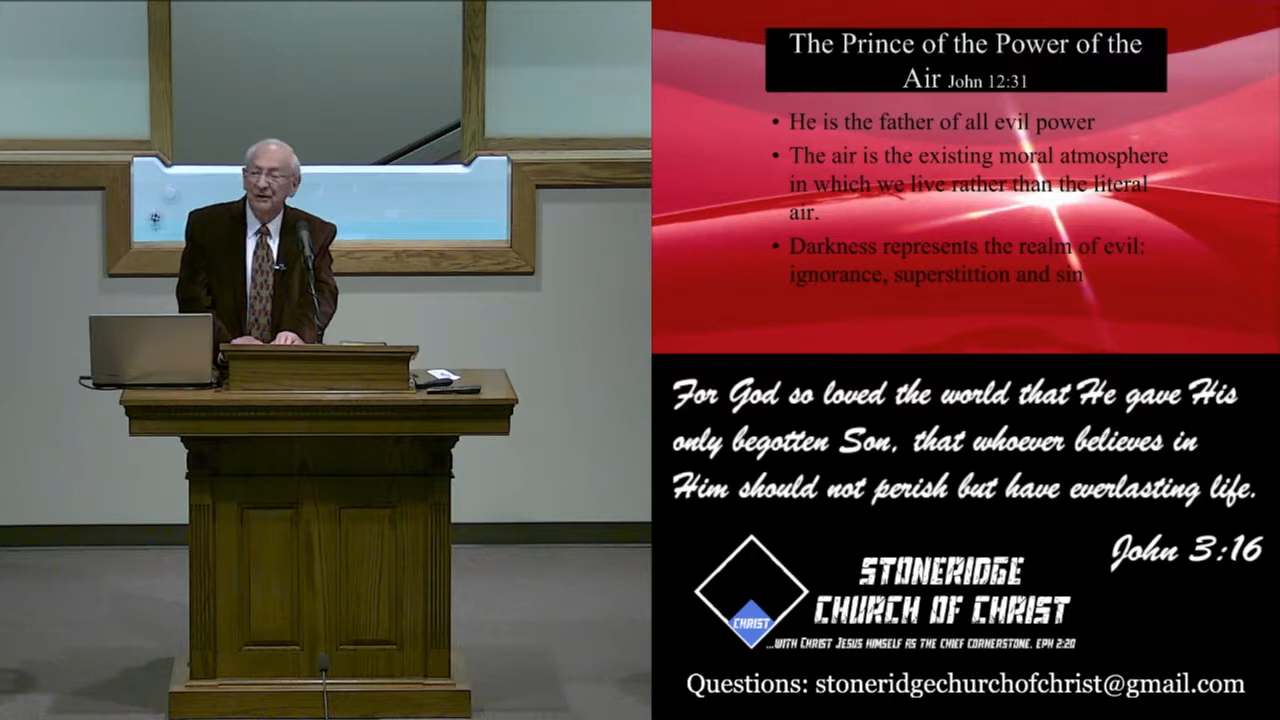 The Prince of the Power of the
Air John 12:31
• He is the father of all evil power
• The air is the existing moral atmosphere
in which we live rather than the literal
air.
• Darkness represents the realm of evil:
ignorance, superstittion and sin
For God so loved the world that He gave His
only begotten Son, that whoever believes in
Him should not perish but have everlasting life.
John 3:16
STONERIDGE
CHURCH OF CHRIST
CHRIST
...WITH CHRIST JESUS HIMSELF AS THE CHIEF CORNERSTONE. EPH 2:20
Questions: stoneridgechurchofchrist@gmail.com